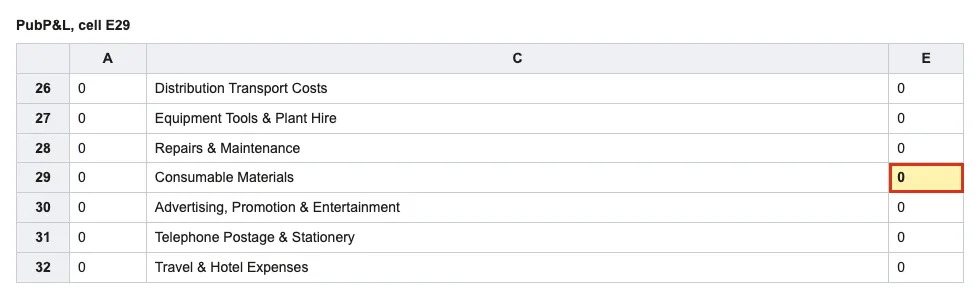 PubP&L, cell E29
A C E
26 0 Distribution Transport Costs 0
27 0 Equipment Tools & Plant Hire 0
28 0 Repairs & Maintenance 0
29 0 Consumable Materials 0
30 0 Advertising, Promotion & Entertainment 0
31 0 Telephone Postage & Stationery 0
32 0 Travel & Hotel Expenses 0